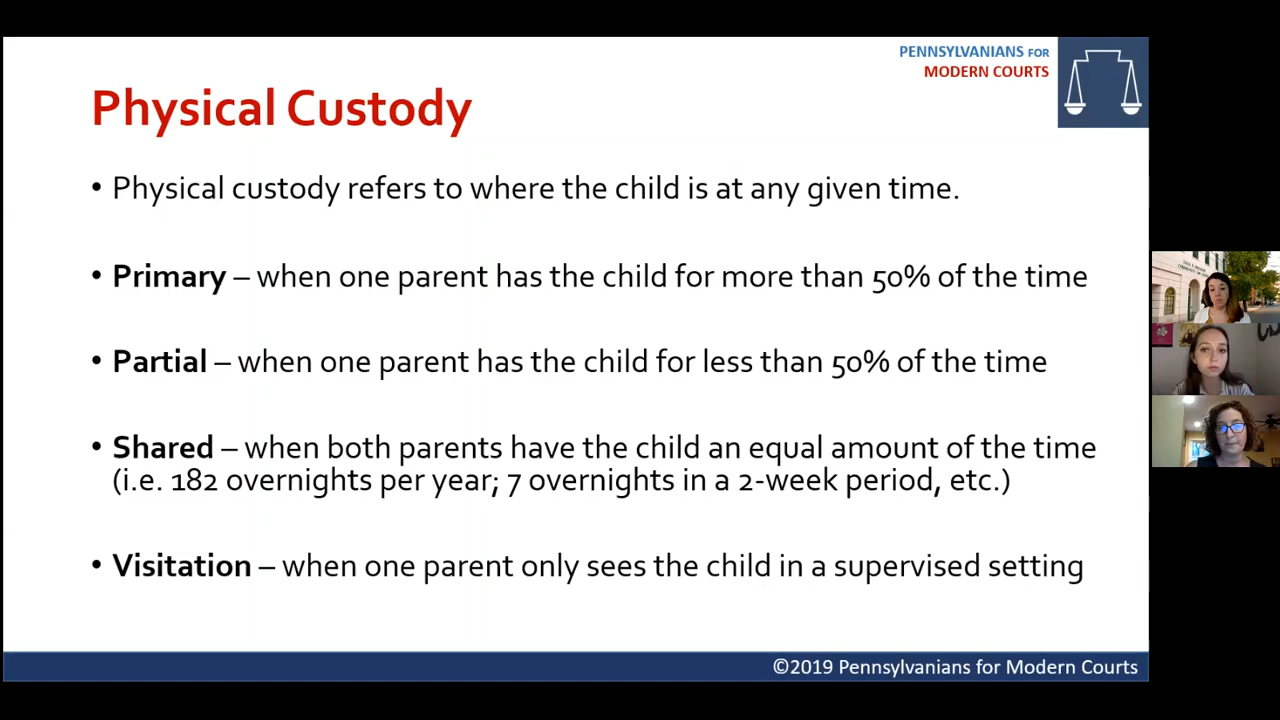 PENNSYLVANIANS FOR
MODERN COURTS
Physical Custody
• Physical custody refers to where the child is at any given time.
• Primary – when one parent has the child for more than 50% of the time
• Partial – when one parent has the child for less than 50% of the time
• Shared – when both parents have the child an equal amount of the time
(i.e. 182 overnights per year; 7 overnights in a 2-week period, etc.)
• Visitation – when one parent only sees the child in a supervised setting
©2019 Pennsylvanians for Modern Courts